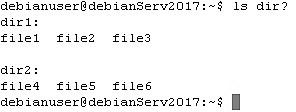 debianuser@debianServ2017:~$ ls dir?
dir1:
file1  file2  file3

dir2:
file4  file5  file6
debianuser@debianServ2017:~$